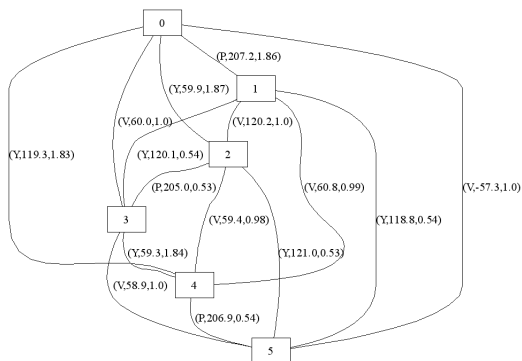 0
(P,207.2,1.86)
(Y,59.9,1.87)
1
(V,60.0,1.0)
(V,120.2,1.0)
(Y,119.3,1.83)
(Y,120.1,0.54)
2
(P,205.0,0.53)
(V,60.8,0.99)
(V,-57.3,1.0)
3
(V,59.4,0.98)
(Y,118.8,0.54)
(Y,59.3,1.84)
(Y,121.0,0.53)
4
(V,58.9,1.0)
(P,206.9,0.54)
5